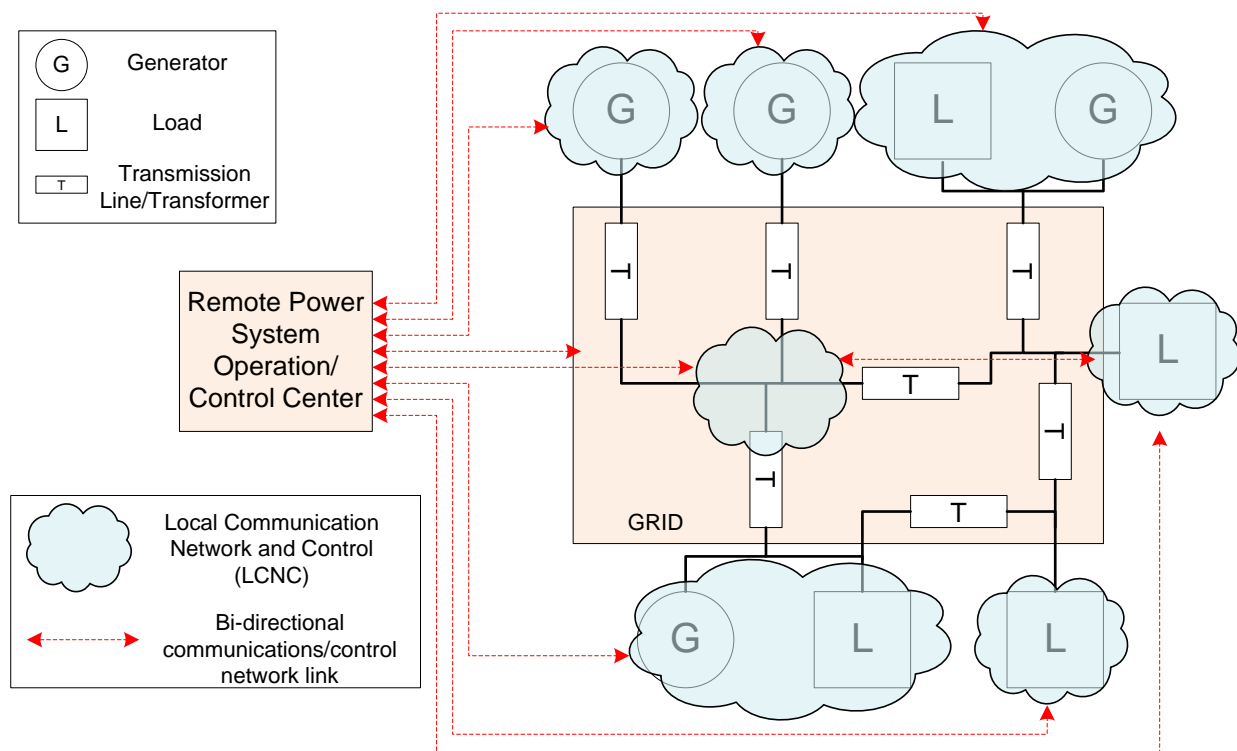 G
Generator
L
Load
T
Transmission
Line/Transformer
G
G
L
G
T
T
T
Remote Power
System
Operation/
Control Center
L
T
T
T
T
GRID
Local Communication
Network and Control
(LCNC)
Bi-directional
communications/control
network link
G
L
L